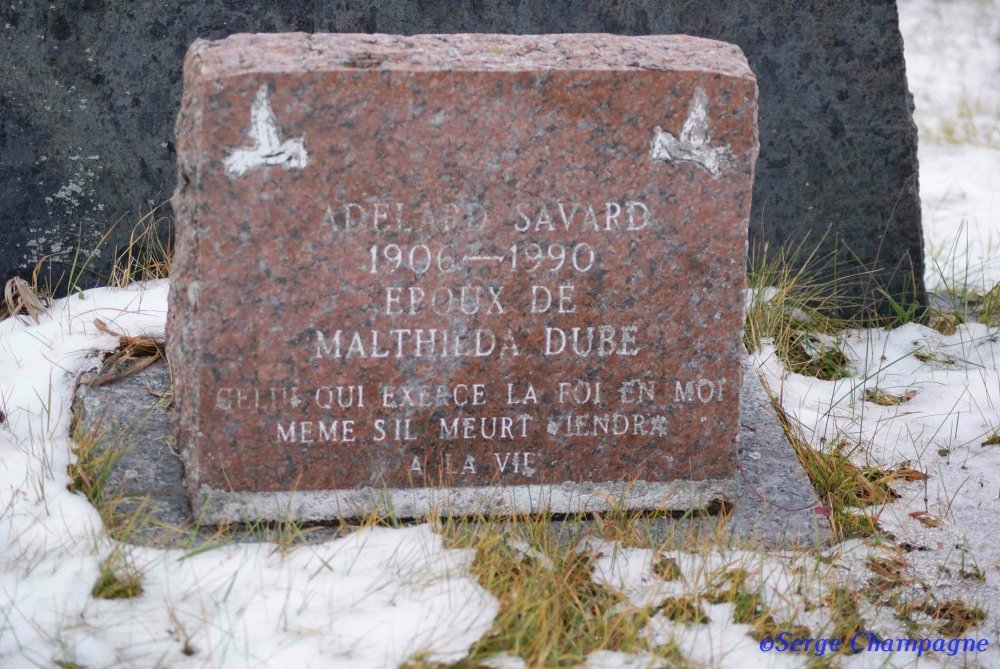 ADELARD SAVARD
1906—1990
EPOUX DE
MALTHILDA DUBE
CELUI QUI EXERCE LA FOI EN MOI
MEME S'IL MEURT VIENDRA
A LA VIE
©Serge Champagne